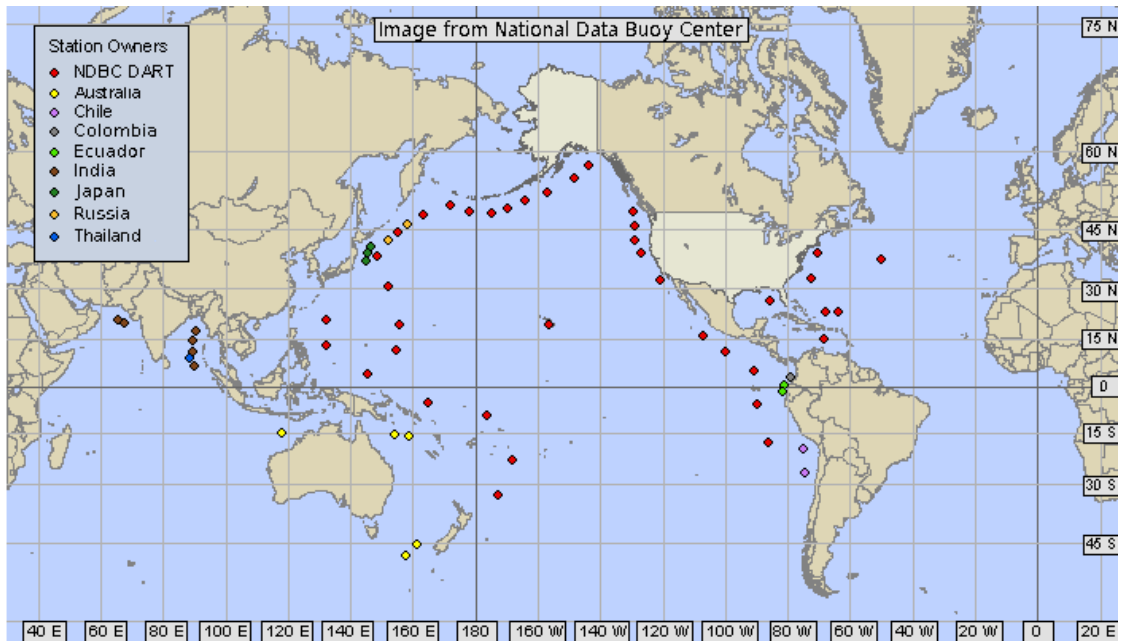 Image from National Data Buoy Center
Station Owners
NDBC DART
Australia
Chile
Colombia
Ecuador
India
Japan
Russia
Thailand
75 N
60 N
45 N
30 N
15 N
0
15 S
30 S
45 S
40 E 60 E 80 E 100 E 120 E 140 E 160 E 180 160 W 140 W 120 W 100 W 80 W 60 W 40 W 20 W 0 20 E